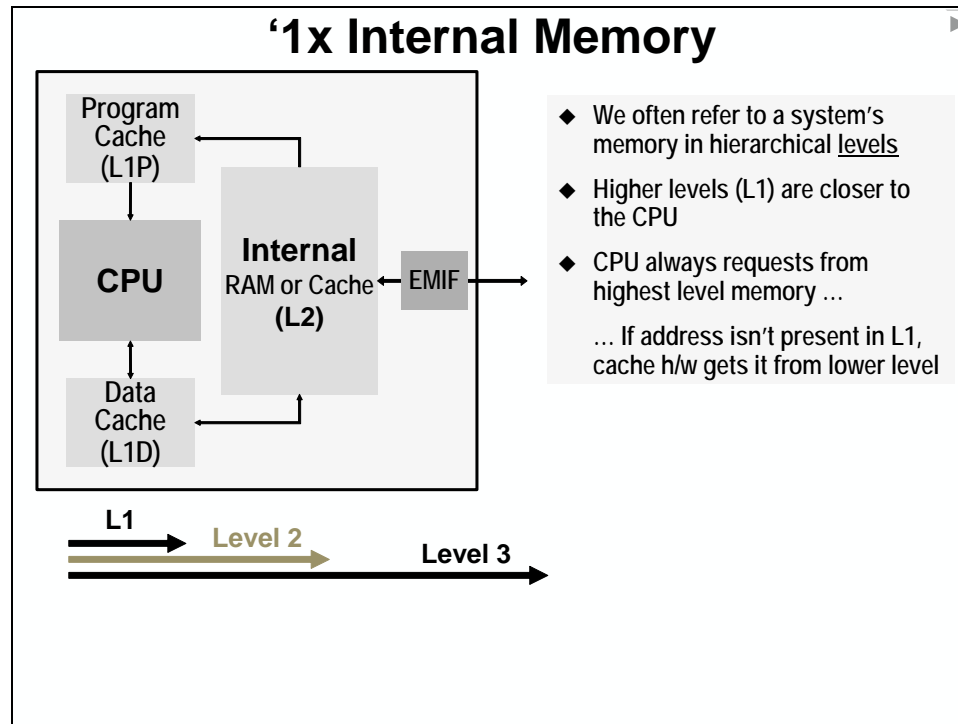 ‘1x Internal Memory
Program
Cache
(L1P)
CPU
Data
Cache
(L1D)
Internal
RAM or Cache
(L2)
EMIF
◆ We often refer to a system’s
memory in hierarchical levels
◆ Higher levels (L1) are closer to
the CPU
◆ CPU always requests from
highest level memory …
… If address isn’t present in L1,
cache h/w gets it from lower level
L1
Level 2
Level 3